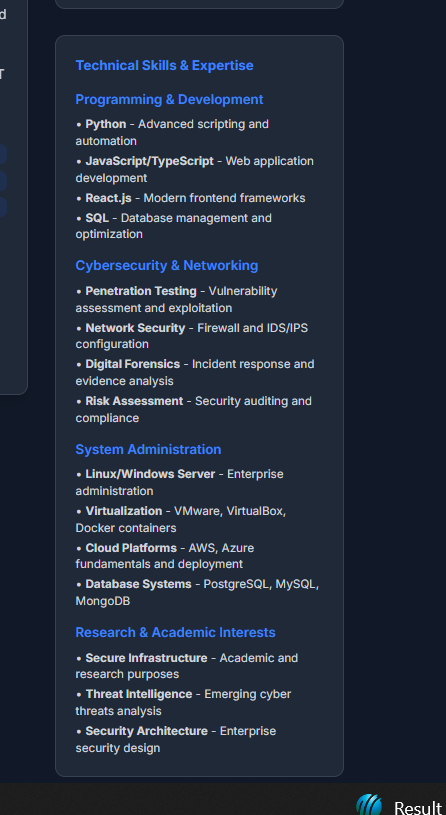 d
T
Technical Skills & Expertise
Programming & Development
• Python - Advanced scripting and
automation
• JavaScript/TypeScript - Web application
development
• React.js - Modern frontend frameworks
• SQL - Database management and
optimization
Cybersecurity & Networking
• Penetration Testing - Vulnerability
assessment and exploitation
• Network Security - Firewall and IDS/IPS
configuration
• Digital Forensics - Incident response and
evidence analysis
• Risk Assessment - Security auditing and
compliance
System Administration
• Linux/Windows Server - Enterprise
administration
• Virtualization - VMware, VirtualBox,
Docker containers
• Cloud Platforms - AWS, Azure
fundamentals and deployment
• Database Systems - PostgreSQL, MySQL,
MongoDB
Research & Academic Interests
• Secure Infrastructure - Academic and
research purposes
• Threat Intelligence - Emerging cyber
threats analysis
• Security Architecture - Enterprise
security design
Result